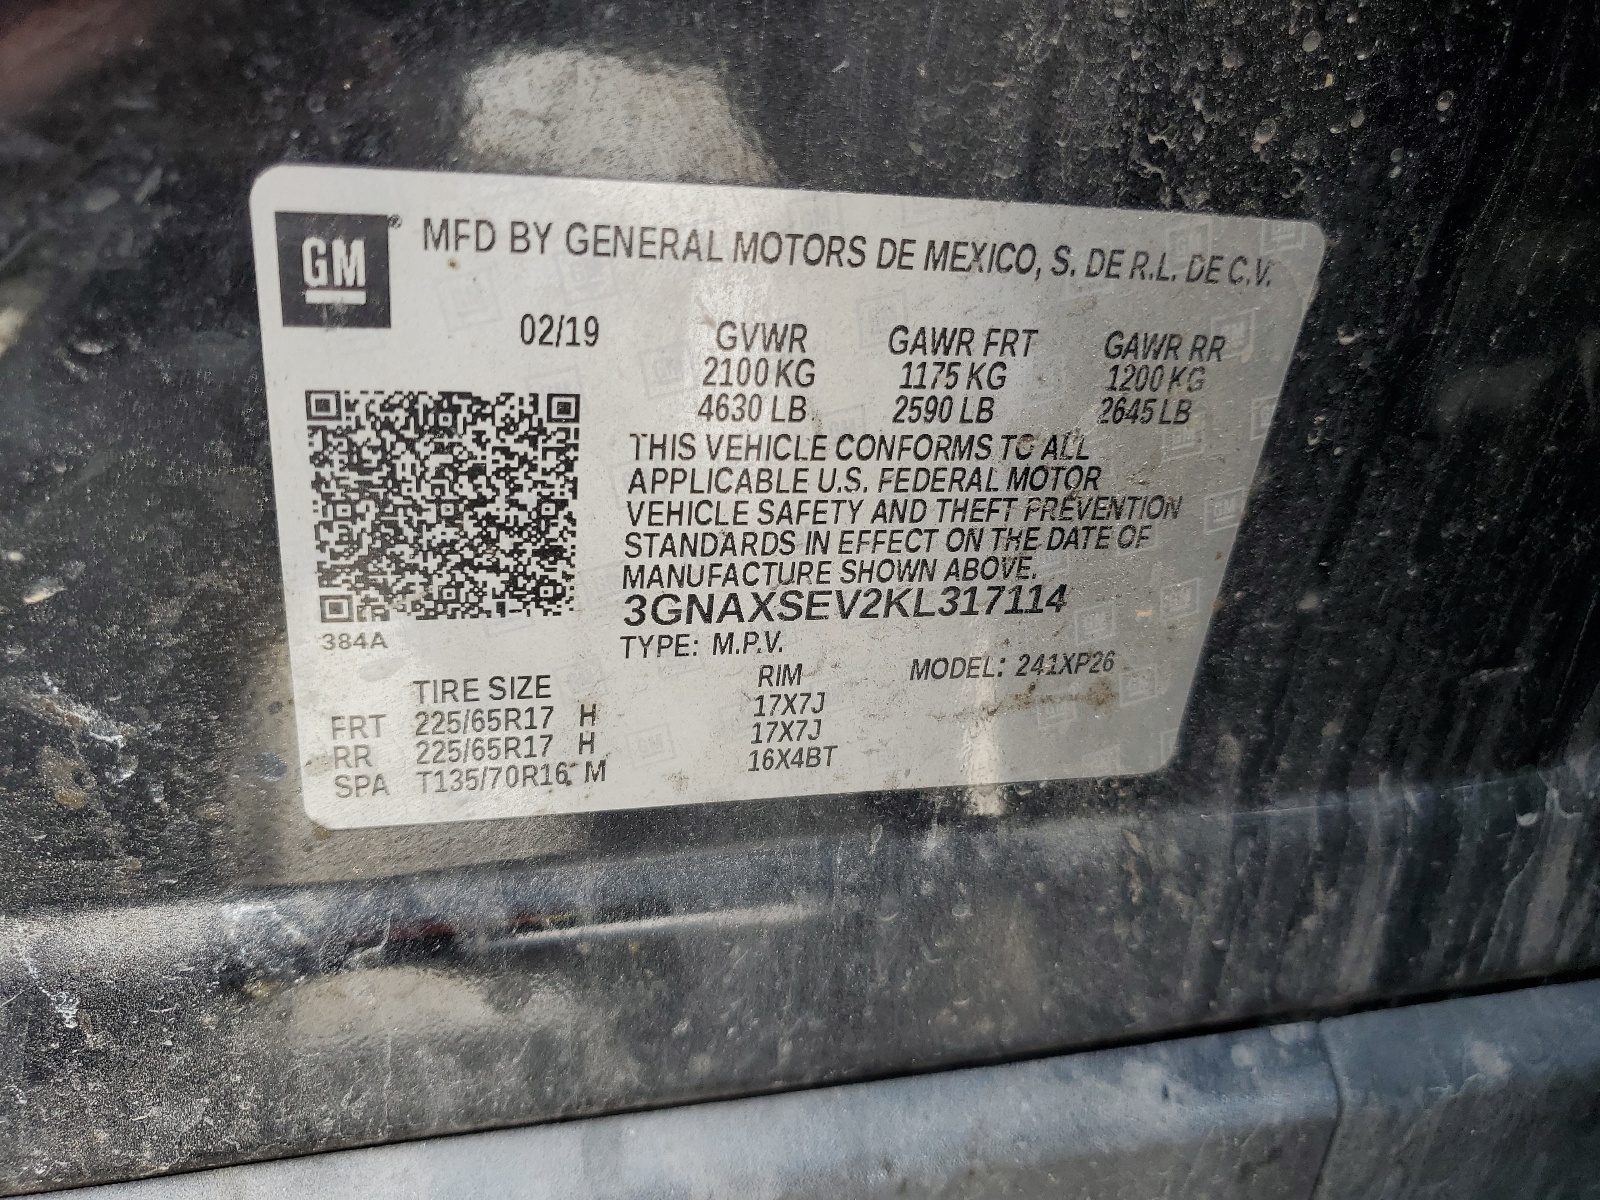 GM ® MFD BY GENERAL MOTORS DE MEXICO, S. DE R.L. DE C.V.
02/19 GVWR GAWR FRT GAWR RR
2100 KG 1175 KG 1200 KG
4630 LB 2590 LB 2645 LB
THIS VEHICLE CONFORMS TO ALL
APPLICABLE U.S. FEDERAL MOTOR
VEHICLE SAFETY AND THEFT PREVENTION
STANDARDS IN EFFECT ON THE DATE OF
MANUFACTURE SHOWN ABOVE.
3GNAXSEV2KL317114
384A
TYPE: M.P.V. MODEL: 241XP26
TIRE SIZE RIM
FRT 225/65R17 H 17X7J
RR 225/65R17 H 17X7J
SPA T135/70R16 M 16X4BT